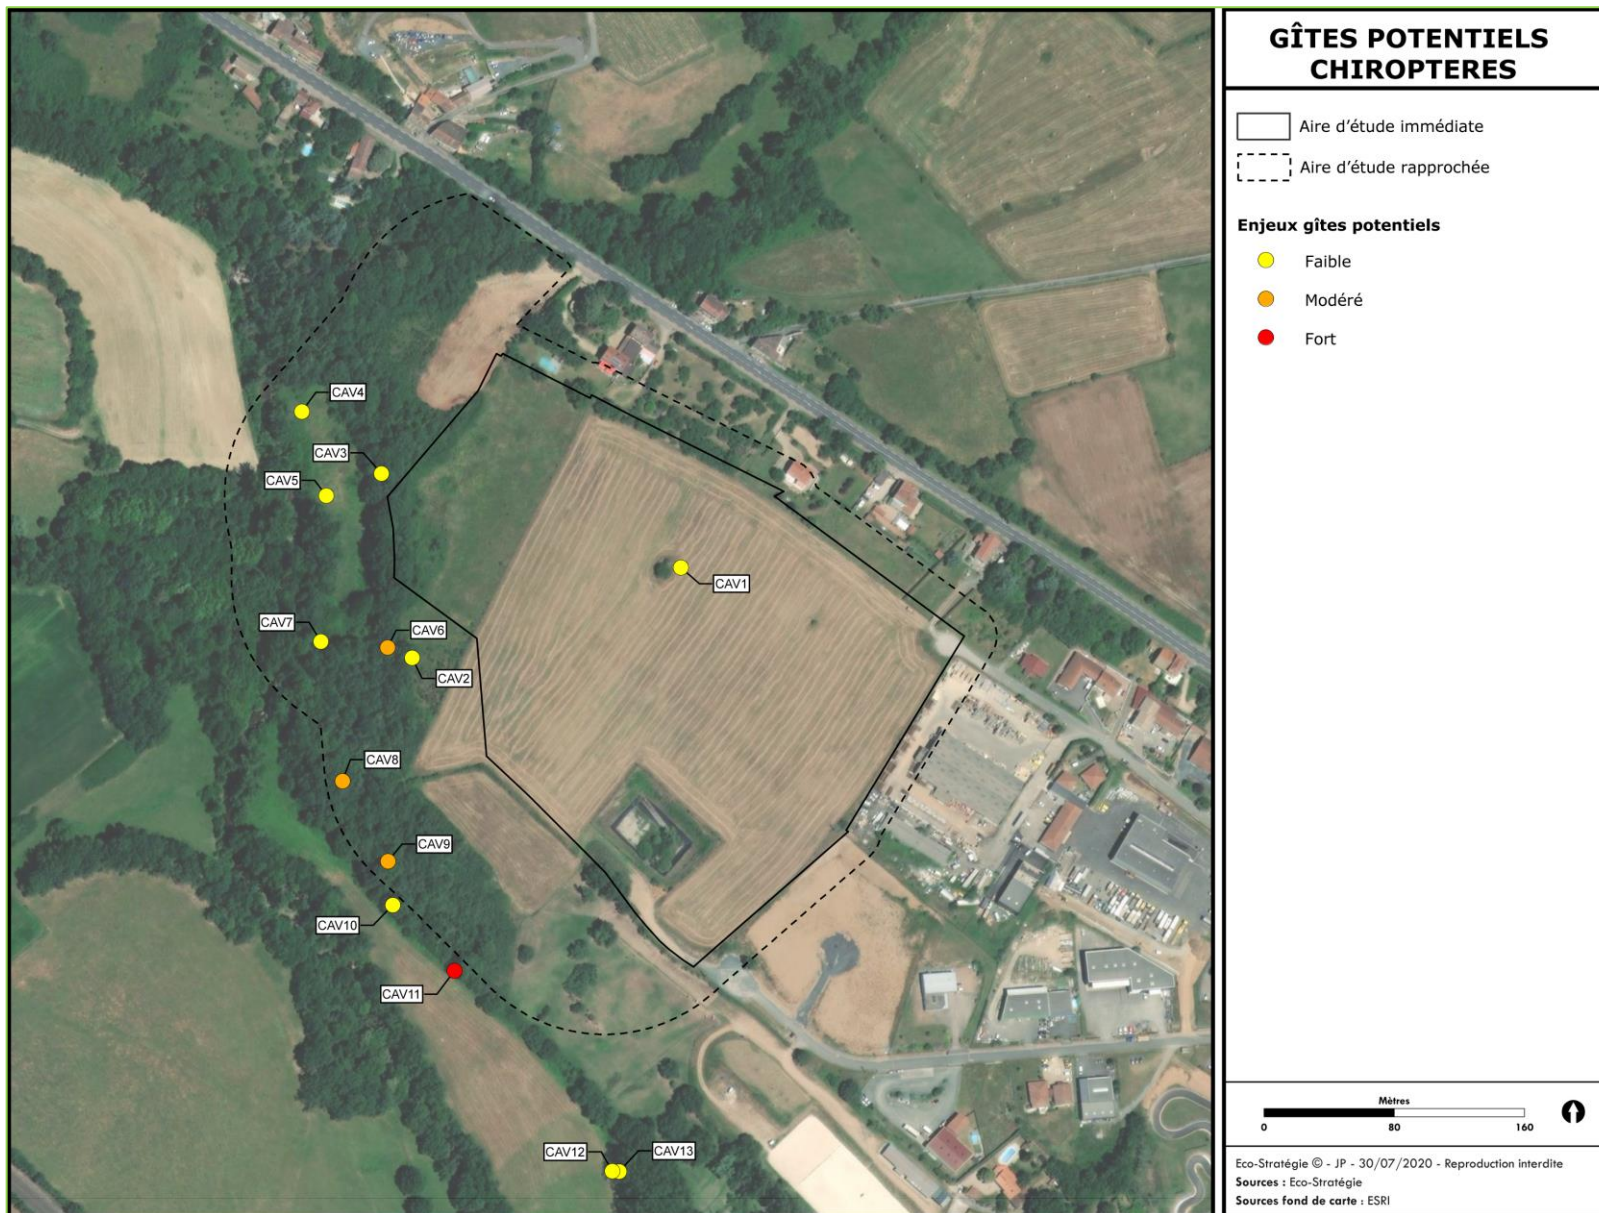 GÎTES POTENTIELS
CHIROPTERES
Aire d'étude immédiate
Aire d'étude rapprochée
Enjeux gîtes potentiels
Faible
Modéré
Fort
CAV4
CAV3
CAV5
CAV1
CAV7
CAV6
CAV2
CAV8
CAV9
CAV10
CAV11
CAV12
CAV13
Mètres
0 80 160
Eco-Stratégie © - JP - 30/07/2020 - Reproduction interdite
Sources : Eco-Stratégie
Sources fond de carte : ESRI